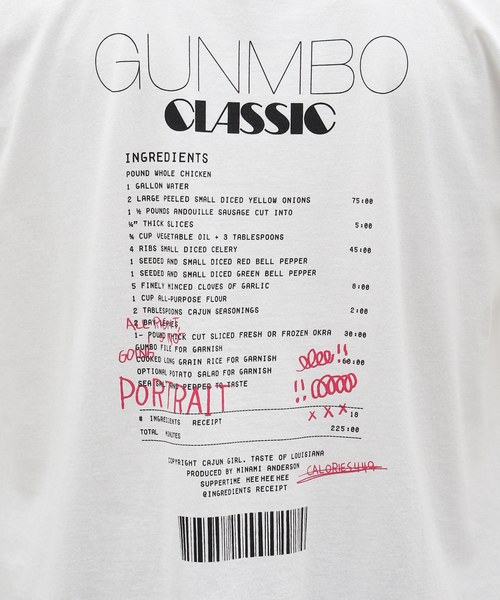 GUNMBO
CLASSIC
INGREDIENTS
POUND WHOLE CHICKEN
1 GALLON WATER
2 LARGE PEELED SMALL DICED YELLOW ONIONS 75:00
1 ½ POUNDS ANDOUILLE SAUSAGE CUT INTO
¼" THICK SLICES 5:00
¾ CUP VEGETABLE OIL + 3 TABLESPOONS
4 RIBS SMALL DICED CELERY 45:00
1 SEEDED AND SMALL DICED RED BELL PEPPER
1 SEEDED AND SMALL DICED GREEN BELL PEPPER
5 FINELY MINCED CLOVES OF GARLIC 8:00
1 CUP ALL-PURPOSE FLOUR
2 TABLESPOONS CAJUN SEASONINGS 2:00
ALL RIGHT,
1- POUND THICK CUT SLICED FRESH OR FROZEN OKRA 30:00
GUMBO FILE FOR GARNISH
COOKED LONG GRAIN RICE FOR GARNISH 60:00
OPTIONAL POTATO SALAD FOR GARNISH
SEA SALT AND PEPPER TO TASTE
!!
!!
PORTRAIT
X X X
# INGREDIENTS RECEIPT 18
TOTAL MINUTES 225:00
COPYRIGHT CAJUN GIRL. TASTE OF LOUISIANA
PRODUCED BY MINAMI ANDERSON
CALORIES
SUPPERTIME HEE HEE HEE
@INGREDIENTS RECEIPT